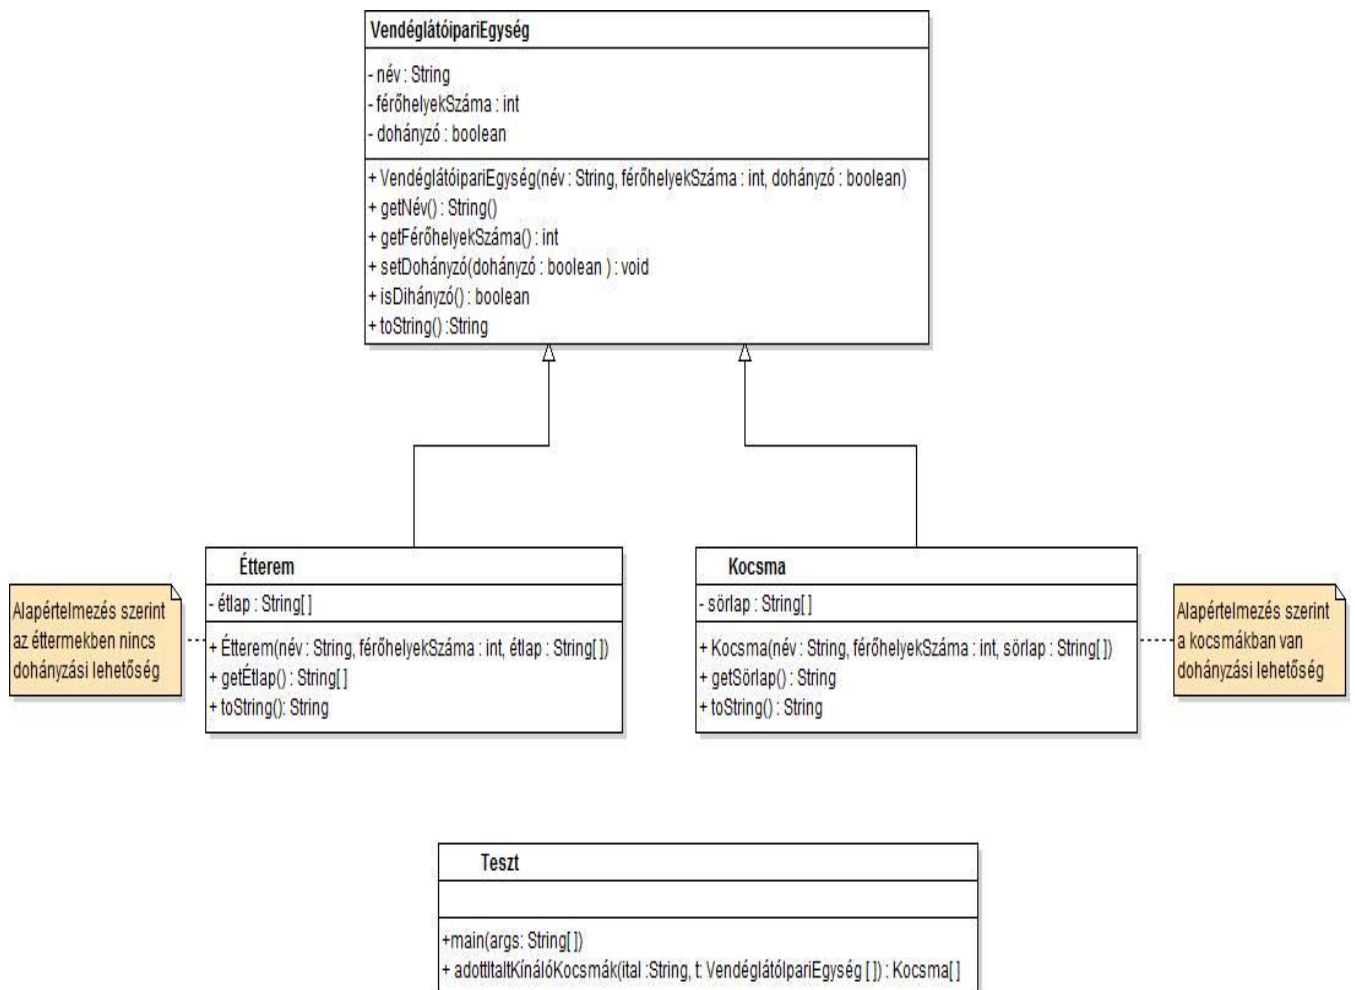 VendéglátóipariEgység
- név : String
- férőhelyekSzáma : int
- dohányzó : boolean
+ VendéglátóipariEgység(név : String, férőhelyekSzáma : int, dohányzó : boolean)
+ getNév() : String()
+ getFérőhelyekSzáma() : int
+ setDohányzó(dohányzó : boolean ) : void
+ isDihányzó() : boolean
+ toString() :String
Alapértelmezés szerint
az éttermekben nincs
dohányzási lehetőség
Étterem
- étlap : String[ ]
+ Étterem(név : String, férőhelyekSzáma : int, étlap : String[ ])
+ getÉtlap() : String[ ]
+ toString(): String
Kocsma
- sörlap : String[ ]
+ Kocsma(név : String, férőhelyekSzáma : int, sörlap : String[ ])
+ getSörlap() : String
+ toString() : String
Alapértelmezés szerint
a kocsmákban van
dohányzási lehetőség
Teszt
+main(args: String[ ])
+ adottItaltKínálóKocsmák(ital :String, t: VendéglátóIpariEgység [ ]) : Kocsma[ ]